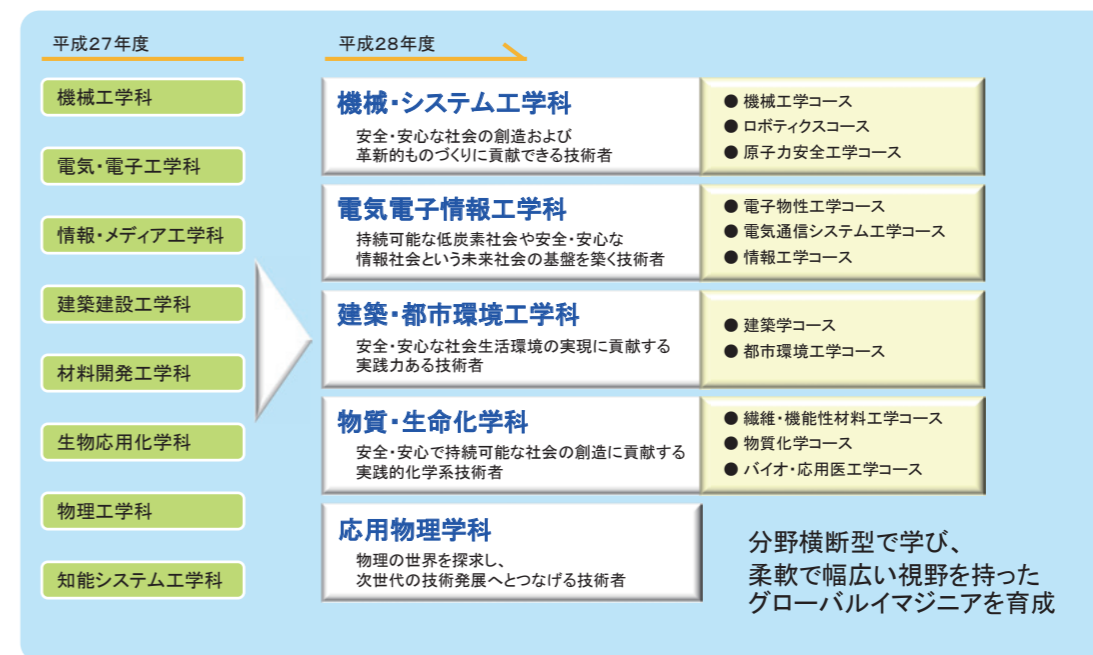 平成27年度
機械工学科
電気・電子工学科
情報・メディア工学科
建築建設工学科
材料開発工学科
生物応用化学科
物理工学科
知能システム工学科
平成28年度
機械・システム工学科
安全・安心な社会の創造および
革新的ものづくりに貢献できる技術者
● 機械工学コース
● ロボティクスコース
● 原子力安全工学コース
電気電子情報工学科
持続可能な低炭素社会や安全・安心な
情報社会という未来社会の基盤を築く技術者
● 電子物性工学コース
● 電気通信システム工学コース
● 情報工学コース
建築・都市環境工学科
安全・安心な社会生活環境の実現に貢献する
実践力ある技術者
● 建築学コース
● 都市環境工学コース
物質・生命化学科
安全・安心で持続可能な社会の創造に貢献する
実践的化学系技術者
● 繊維・機能性材料工学コース
● 物質化学コース
● バイオ・応用医工学コース
応用物理学科
物理の世界を探求し、
次世代の技術発展へとつなげる技術者
分野横断型で学び、
柔軟で幅広い視野を持った
グローバルイマジニアを育成